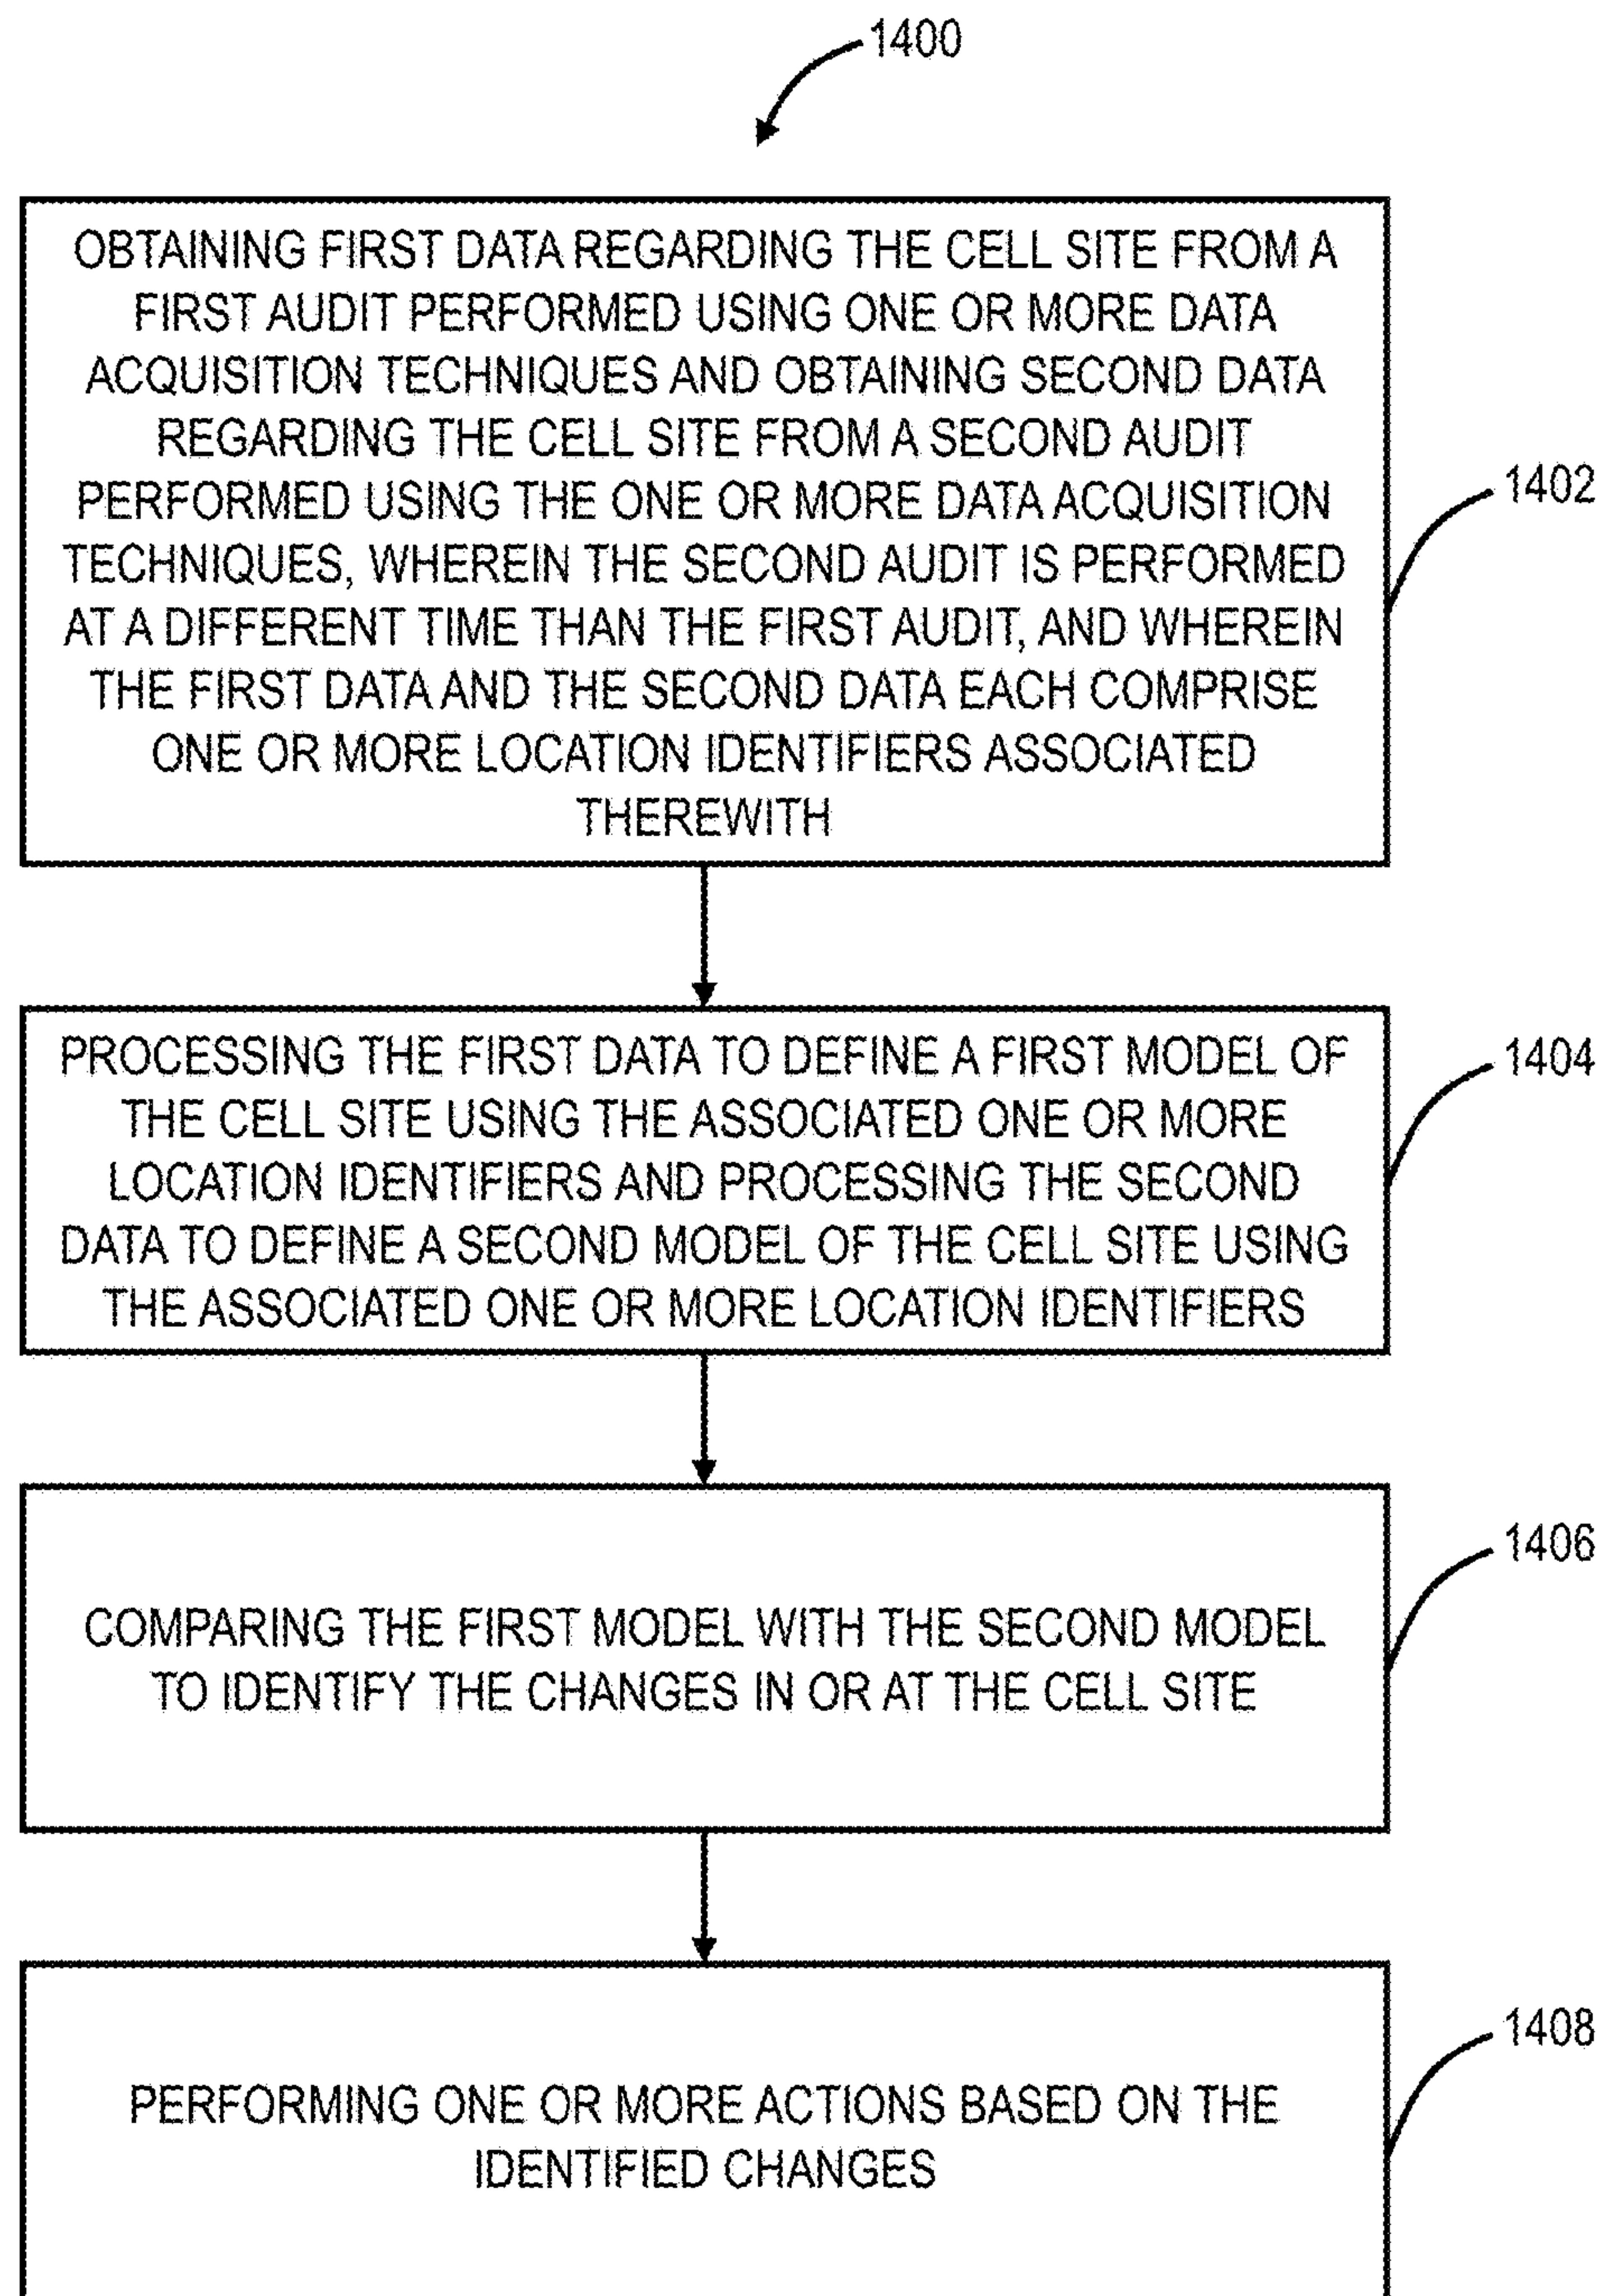 1400
OBTAINING FIRST DATA REGARDING THE CELL SITE FROM A
FIRST AUDIT PERFORMED USING ONE OR MORE DATA
ACQUISITION TECHNIQUES AND OBTAINING SECOND DATA
REGARDING THE CELL SITE FROM A SECOND AUDIT
PERFORMED USING THE ONE OR MORE DATA ACQUISITION
TECHNIQUES, WHEREIN THE SECOND AUDIT IS PERFORMED
AT A DIFFERENT TIME THAN THE FIRST AUDIT, AND WHEREIN
THE FIRST DATA AND THE SECOND DATA EACH COMPRISE
ONE OR MORE LOCATION IDENTIFIERS ASSOCIATED
THEREWITH
1402
PROCESSING THE FIRST DATA TO DEFINE A FIRST MODEL OF
THE CELL SITE USING THE ASSOCIATED ONE OR MORE
LOCATION IDENTIFIERS AND PROCESSING THE SECOND
DATA TO DEFINE A SECOND MODEL OF THE CELL SITE USING
THE ASSOCIATED ONE OR MORE LOCATION IDENTIFIERS
1404
COMPARING THE FIRST MODEL WITH THE SECOND MODEL
TO IDENTIFY THE CHANGES IN OR AT THE CELL SITE
1406
PERFORMING ONE OR MORE ACTIONS BASED ON THE
IDENTIFIED CHANGES
1408